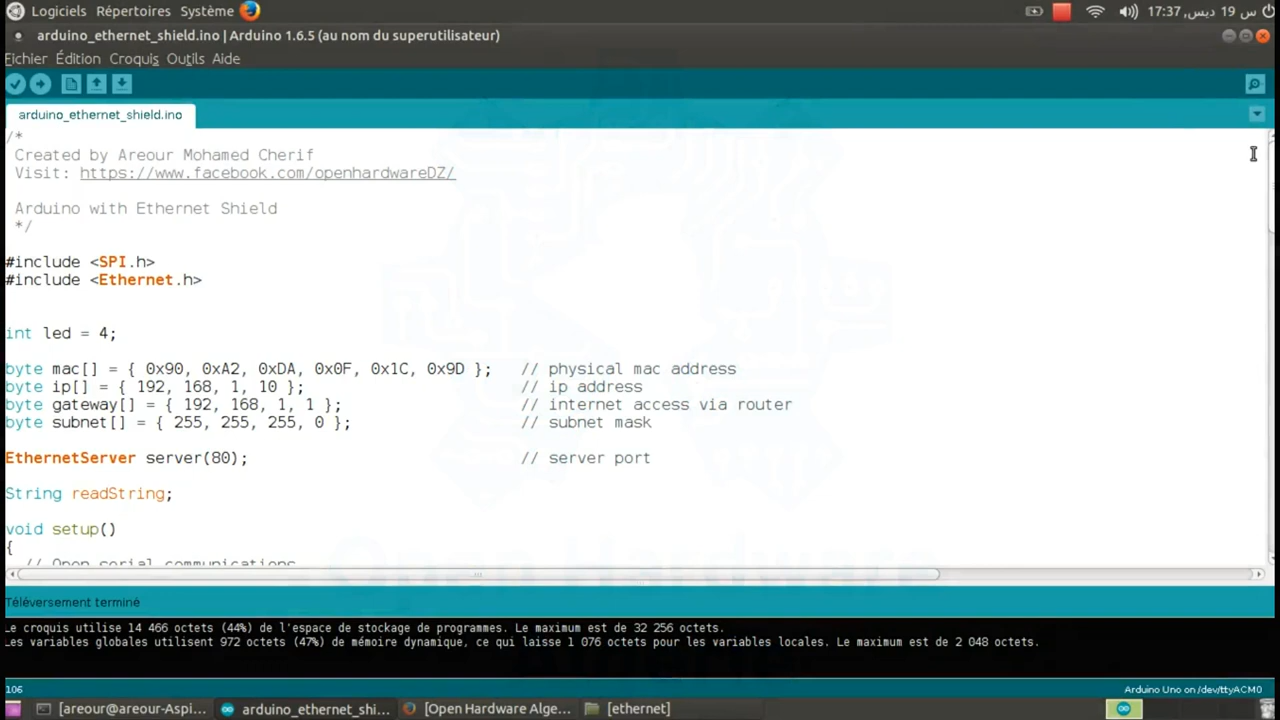 Logiciels Répertoires Système
س 19 ديس, 17:37
arduino_ethernet_shield.ino | Arduino 1.6.5 (au nom du superutilisateur)
Fichier Édition Croquis Outils Aide
arduino_ethernet_shield.ino
/*
Created by Areour Mohamed Cherif
Visit: https://www.facebook.com/openhardwareDZ/
Arduino with Ethernet Shield
*/
#include <SPI.h>
#include <Ethernet.h>
int led = 4;
byte mac[] = { 0x90, 0xA2, 0xDA, 0x0F, 0x1C, 0x9D }; // physical mac address
byte ip[] = { 192, 168, 1, 10 }; // ip address
byte gateway[] = { 192, 168, 1, 1 }; // internet access via router
byte subnet[] = { 255, 255, 255, 0 }; // subnet mask
EthernetServer server(80); // server port
String readString;
void setup()
{
// Open serial communications
Open Hardware
Téléversement terminé
Le croquis utilise 14 466 octets (44%) de l'espace de stockage de programmes. Le maximum est de 32 256 octets.
Les variables globales utilisent 972 octets (47%) de mémoire dynamique, ce qui laisse 1 076 octets pour les variables locales. Le maximum est de 2 048 octets.
106
Arduino Uno on /dev/ttyACM0
[areour@areour-Aspi... arduino_ethernet_shi... [Open Hardware Alge... [ethernet]